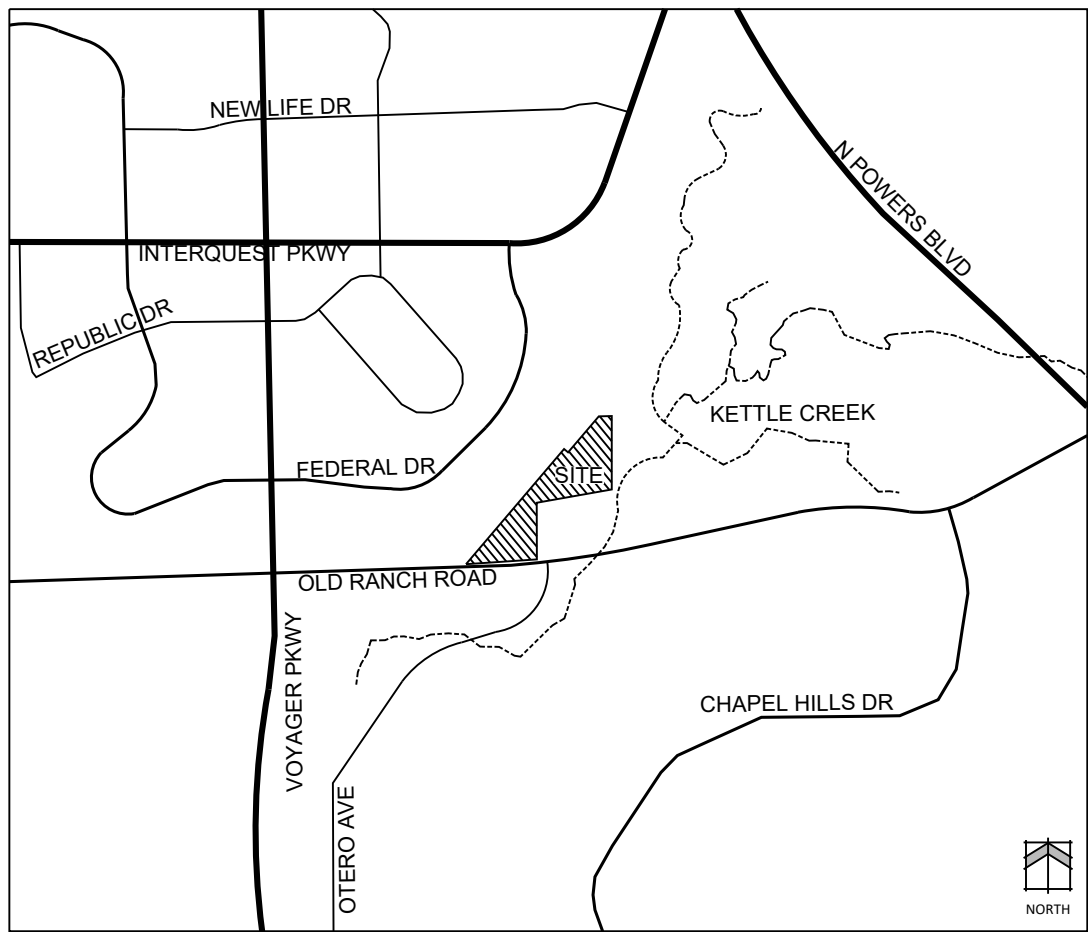 NEW LIFE DR
N POWERS BLVD
INTERQUEST PKWY
REPUBLIC DR
KETTLE CREEK
FEDERAL DR
SITE
OLD RANCH ROAD
VOYAGER PKWY
CHAPEL HILLS DR
OTERO AVE
NORTH